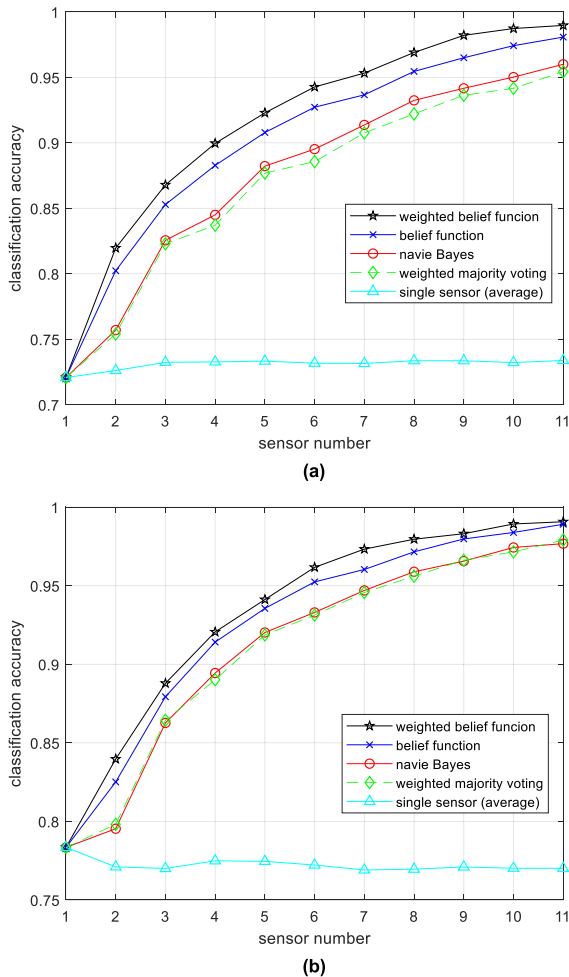 1
0.95
0.9
0.85
0.8
0.75
0.7
classification accuracy
weighted belief funcion
belief function
navie Bayes
weighted majority voting
single sensor (average)
1 2 3 4 5 6 7 8 9 10 11
sensor number
(a)
1
0.95
0.9
0.85
0.8
0.75
classification accuracy
weighted belief funcion
belief function
navie Bayes
weighted majority voting
single sensor (average)
1 2 3 4 5 6 7 8 9 10 11
sensor number
(b)